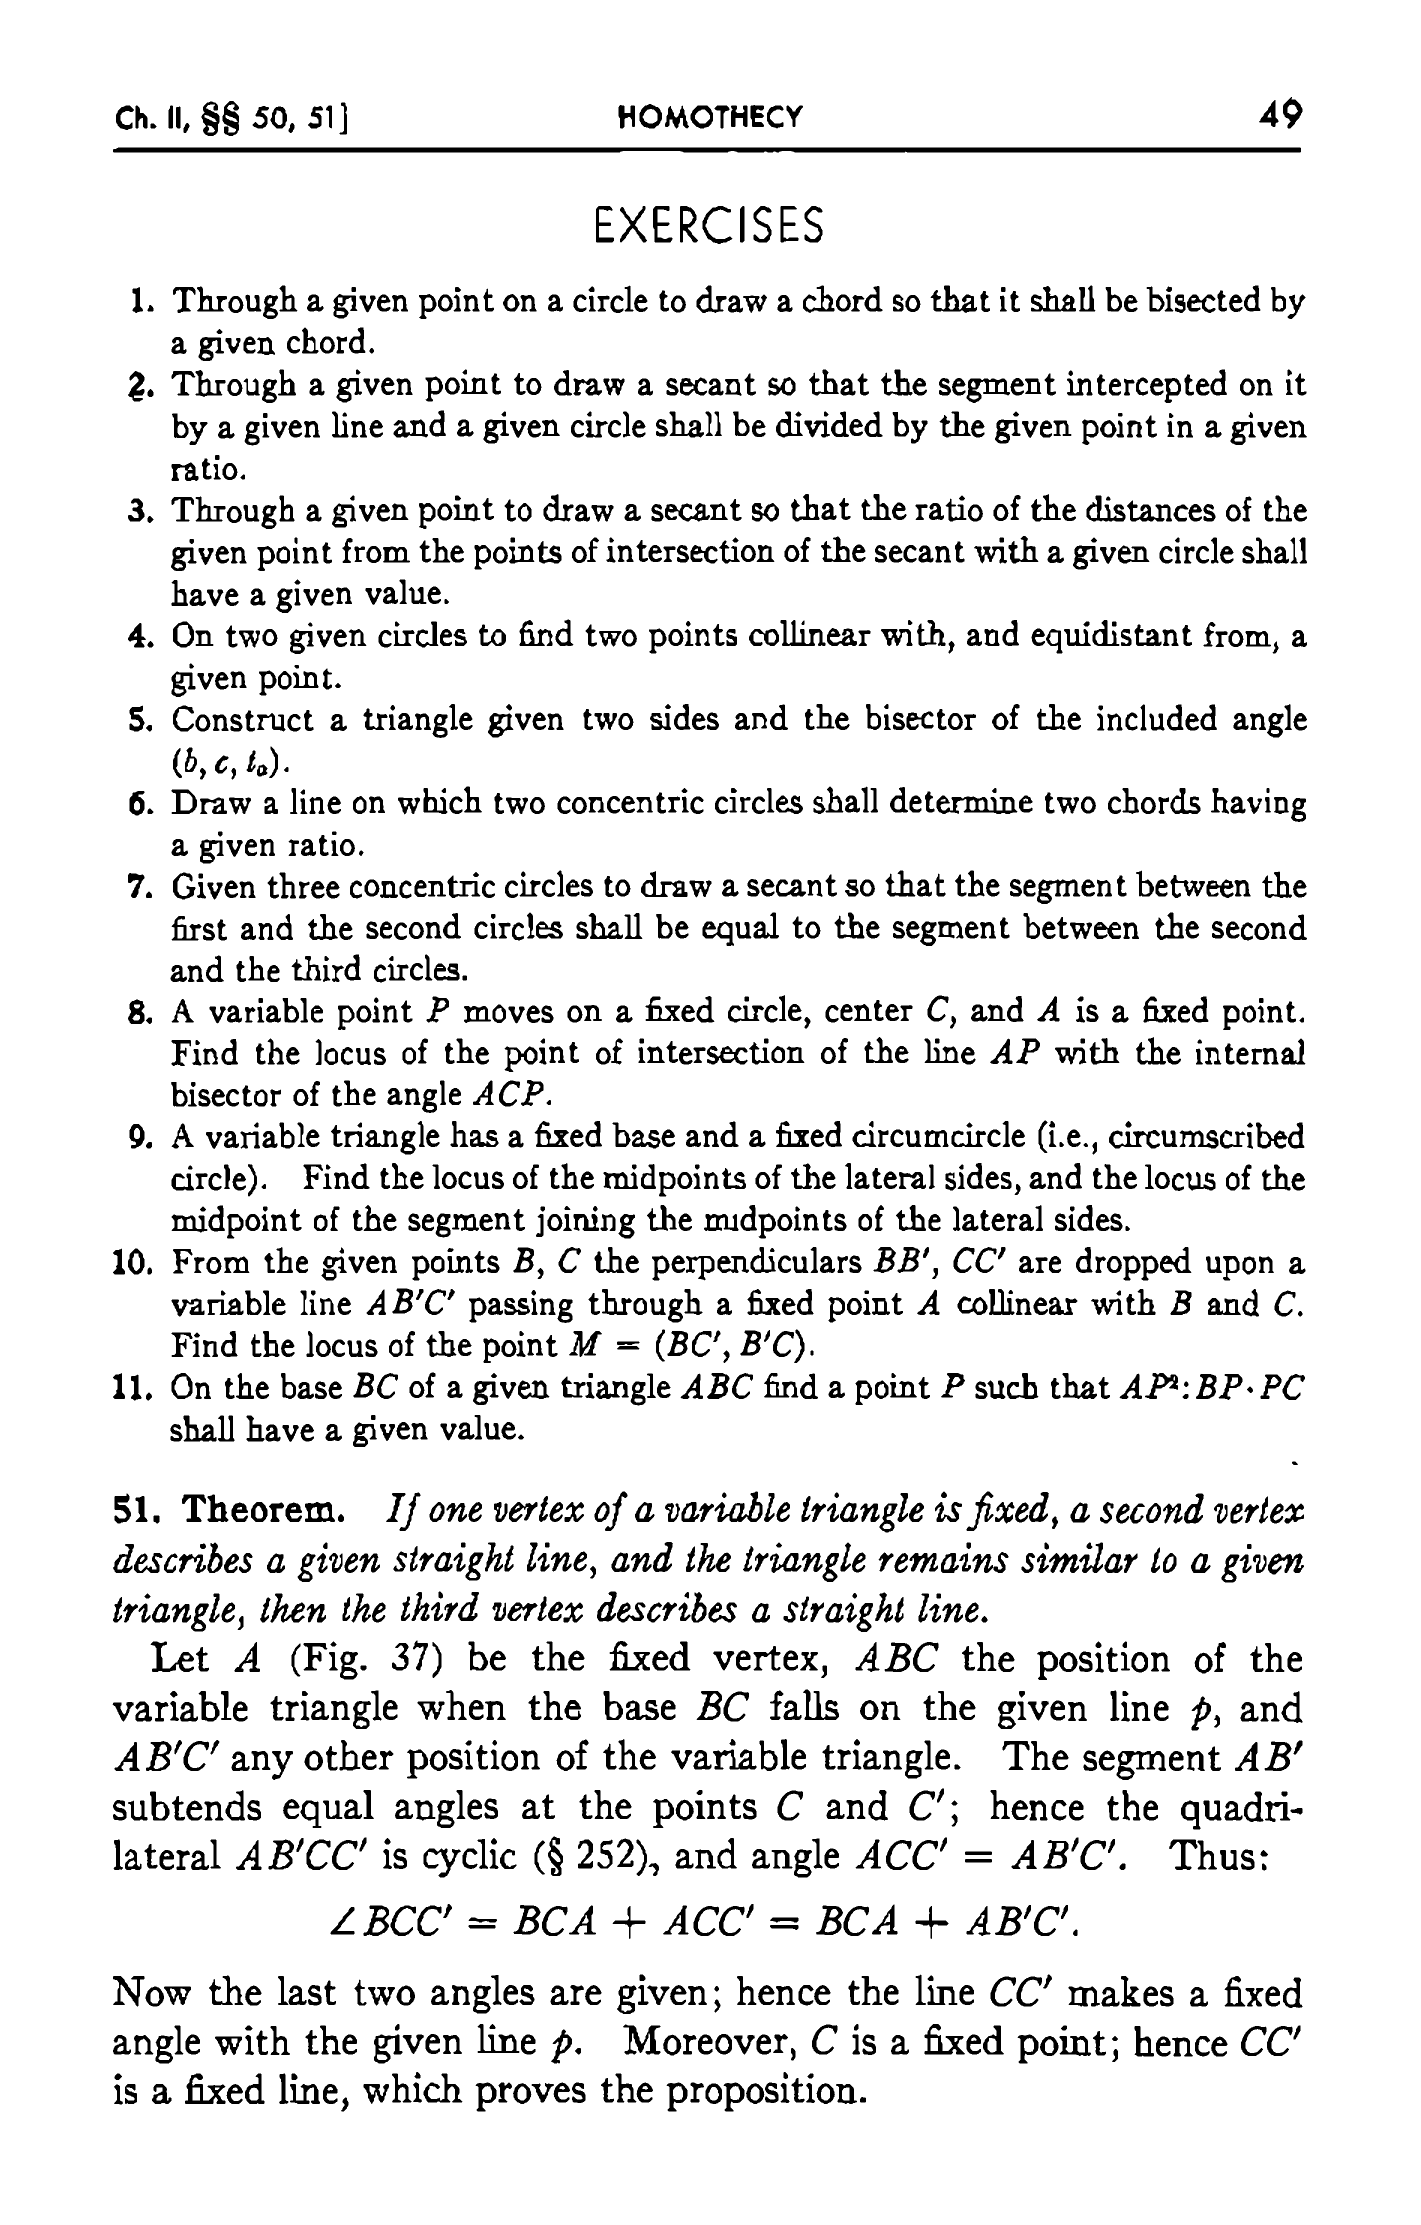 Ch. II, §§ 50, 51] HOMOTHECY 49
EXERCISES
1. Through a given point on a circle to draw a chord so that it shall be bisected by
a given chord.
2. Through a given point to draw a secant so that the segment intercepted on it
by a given line and a given circle shall be divided by the given point in a given
ratio.
3. Through a given point to draw a secant so that the ratio of the distances of the
given point from the points of intersection of the secant with a given circle shall
have a given value.
4. On two given circles to find two points collinear with, and equidistant from, a
given point.
5. Construct a triangle given two sides and the bisector of the included angle
(b, c, tₐ).
6. Draw a line on which two concentric circles shall determine two chords having
a given ratio.
7. Given three concentric circles to draw a secant so that the segment between the
first and the second circles shall be equal to the segment between the second
and the third circles.
8. A variable point P moves on a fixed circle, center C, and A is a fixed point.
Find the locus of the point of intersection of the line AP with the internal
bisector of the angle ACP.
9. A variable triangle has a fixed base and a fixed circumcircle (i.e., circumscribed
circle). Find the locus of the midpoints of the lateral sides, and the locus of the
midpoint of the segment joining the midpoints of the lateral sides.
10. From the given points B, C the perpendiculars BB′, CC′ are dropped upon a
variable line AB′C′ passing through a fixed point A collinear with B and C.
Find the locus of the point M = (BC′, B′C).
11. On the base BC of a given triangle ABC find a point P such that AP²: BP·PC
shall have a given value.
51. Theorem. If one vertex of a variable triangle is fixed, a second vertex
describes a given straight line, and the triangle remains similar to a given
triangle, then the third vertex describes a straight line.
Let A (Fig. 37) be the fixed vertex, ABC the position of the
variable triangle when the base BC falls on the given line p, and
AB′C′ any other position of the variable triangle. The segment AB′
subtends equal angles at the points C and C′; hence the quadri-
lateral AB′CC′ is cyclic (§ 252), and angle ACC′ = AB′C′. Thus:
∠BCC′ = BCA + ACC′ = BCA + AB′C′.
Now the last two angles are given; hence the line CC′ makes a fixed
angle with the given line p. Moreover, C is a fixed point; hence CC′
is a fixed line, which proves the proposition.